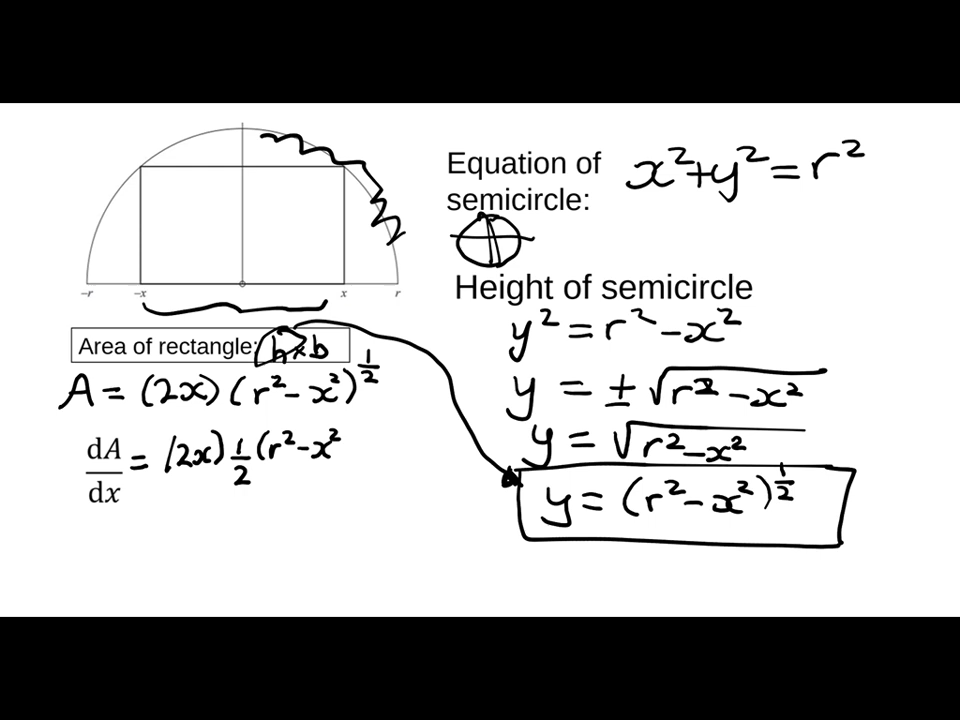 Equation of
semicircle:
x²+y²=r²
-r -x x r
Height of semicircle
y² = r² - x²
y = ± √r² - x²
y = √r² - x²
y = (r² - x²)^½
Area of rectangle: h × b
A = (2x)(r² - x²)^½
dA/dx = (2x) ½ (r² - x²